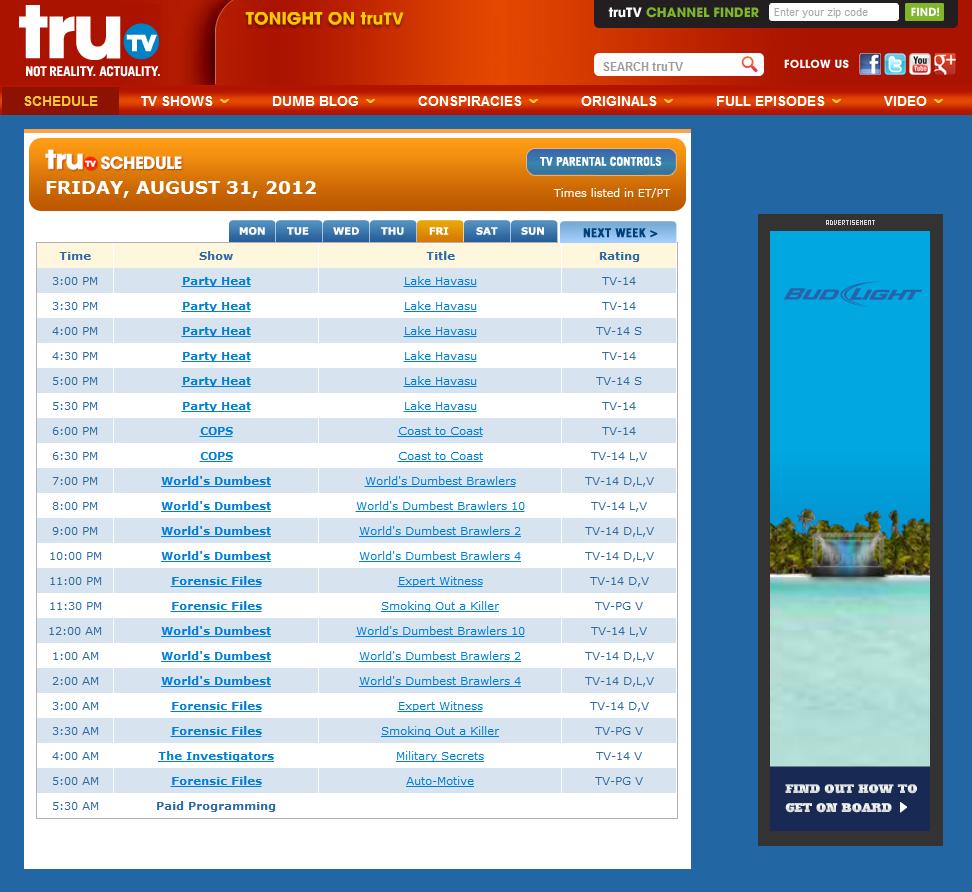 tru TV
NOT REALITY. ACTUALITY.
TONIGHT ON truTV
truTV CHANNEL FINDER Enter your zip code FIND!
SEARCH truTV FOLLOW US f t You Tube g+
SCHEDULE TV SHOWS DUMB BLOG CONSPIRACIES ORIGINALS FULL EPISODES VIDEO
tru TV SCHEDULE TV PARENTAL CONTROLS
FRIDAY, AUGUST 31, 2012 Times listed in ET/PT
MON TUE WED THU FRI SAT SUN NEXT WEEK >
Time Show Title Rating
3:00 PM Party Heat Lake Havasu TV-14
3:30 PM Party Heat Lake Havasu TV-14
4:00 PM Party Heat Lake Havasu TV-14 S
4:30 PM Party Heat Lake Havasu TV-14
5:00 PM Party Heat Lake Havasu TV-14 S
5:30 PM Party Heat Lake Havasu TV-14
6:00 PM COPS Coast to Coast TV-14
6:30 PM COPS Coast to Coast TV-14 L,V
7:00 PM World's Dumbest World's Dumbest Brawlers TV-14 D,L,V
8:00 PM World's Dumbest World's Dumbest Brawlers 10 TV-14 L,V
9:00 PM World's Dumbest World's Dumbest Brawlers 2 TV-14 D,L,V
10:00 PM World's Dumbest World's Dumbest Brawlers 4 TV-14 D,L,V
11:00 PM Forensic Files Expert Witness TV-14 D,V
11:30 PM Forensic Files Smoking Out a Killer TV-PG V
12:00 AM World's Dumbest World's Dumbest Brawlers 10 TV-14 L,V
1:00 AM World's Dumbest World's Dumbest Brawlers 2 TV-14 D,L,V
2:00 AM World's Dumbest World's Dumbest Brawlers 4 TV-14 D,L,V
3:00 AM Forensic Files Expert Witness TV-14 D,V
3:30 AM Forensic Files Smoking Out a Killer TV-PG V
4:00 AM The Investigators Military Secrets TV-14 V
5:00 AM Forensic Files Auto-Motive TV-PG V
5:30 AM Paid Programming
ADVERTISEMENT
BUD LIGHT
FIND OUT HOW TO
GET ON BOARD